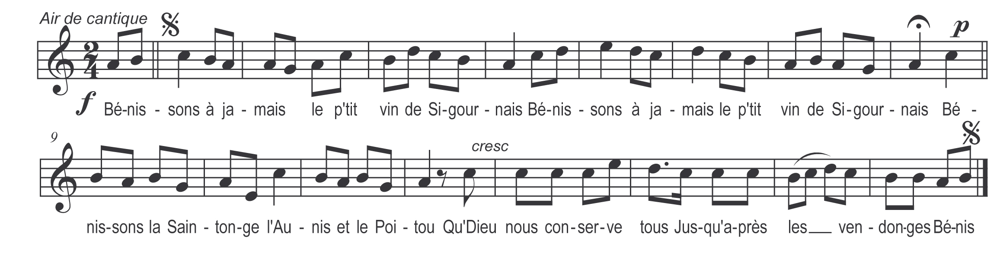 Air de cantique
2
4
p
f
Bé-nis - sons à ja - mais le p'tit vin de Si-gour - nais Bé-nis - sons à ja - mais le p'tit vin de Si-gour - nais Bé -
9
cresc
nis-sons la Sain - ton-ge l'Au - nis et le Poi - tou Qu'Dieu nous con-ser-ve tous Jus-qu'a-près les___ ven - don-ges Bé-nis